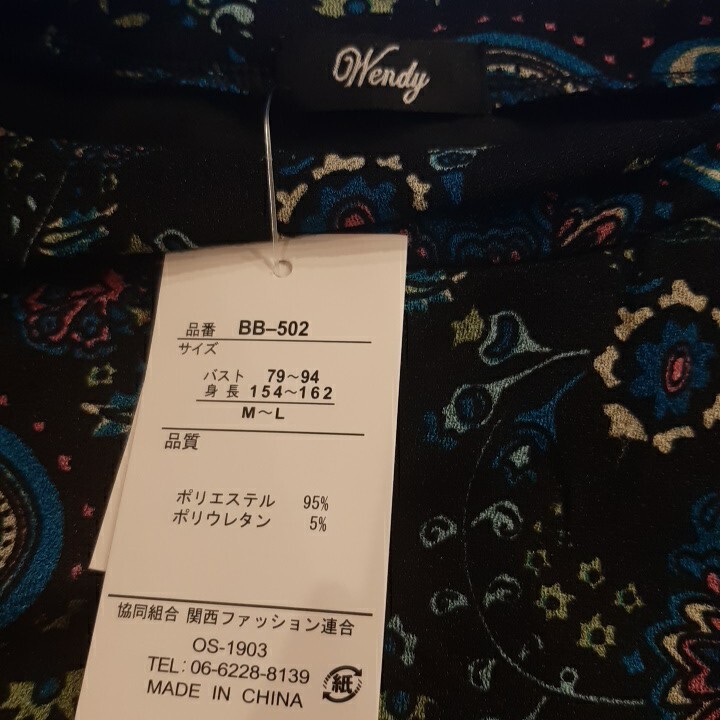 Wendy
品番 BB–502
サイズ
バスト 79〜94
身長 154〜162
M〜L
品質
ポリエステル 95%
ポリウレタン 5%
協同組合 関西ファッション連合
OS-1903
TEL: 06-6228-8139
MADE IN CHINA
紙